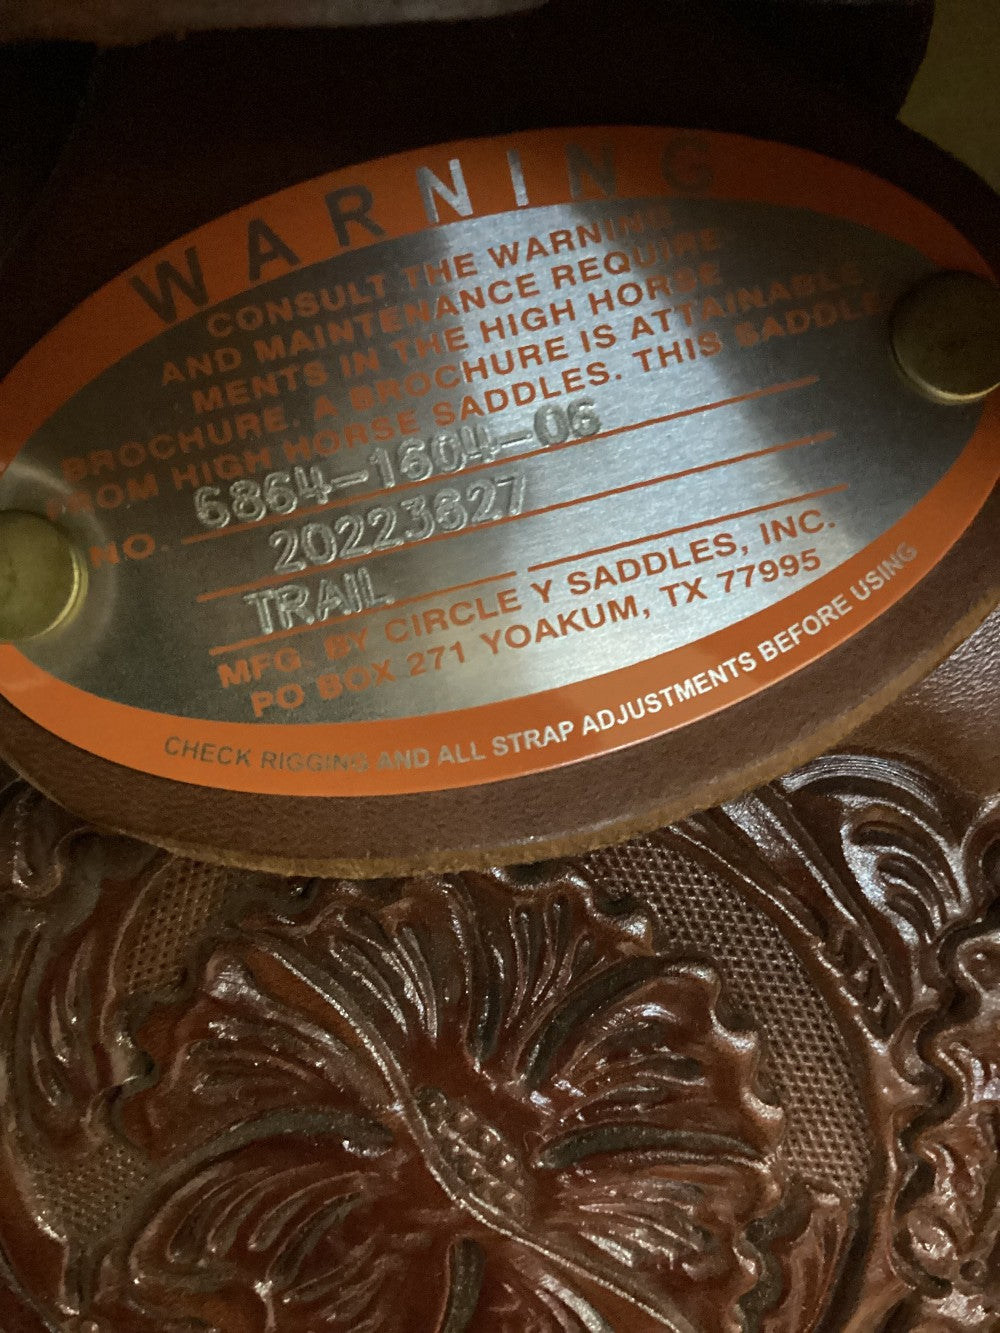 WARNING
CONSULT THE WARNING
AND MAINTENANCE REQUIRE
MENTS IN THE HIGH HORSE
BROCHURE. A BROCHURE IS ATTAINABLE
FROM HIGH HORSE SADDLES. THIS SADDLE
NO. 6864-1604-06
20223627
TRAIL
MFG. BY CIRCLE Y SADDLES, INC.
PO BOX 271 YOAKUM, TX 77995
CHECK RIGGING AND ALL STRAP ADJUSTMENTS BEFORE USING